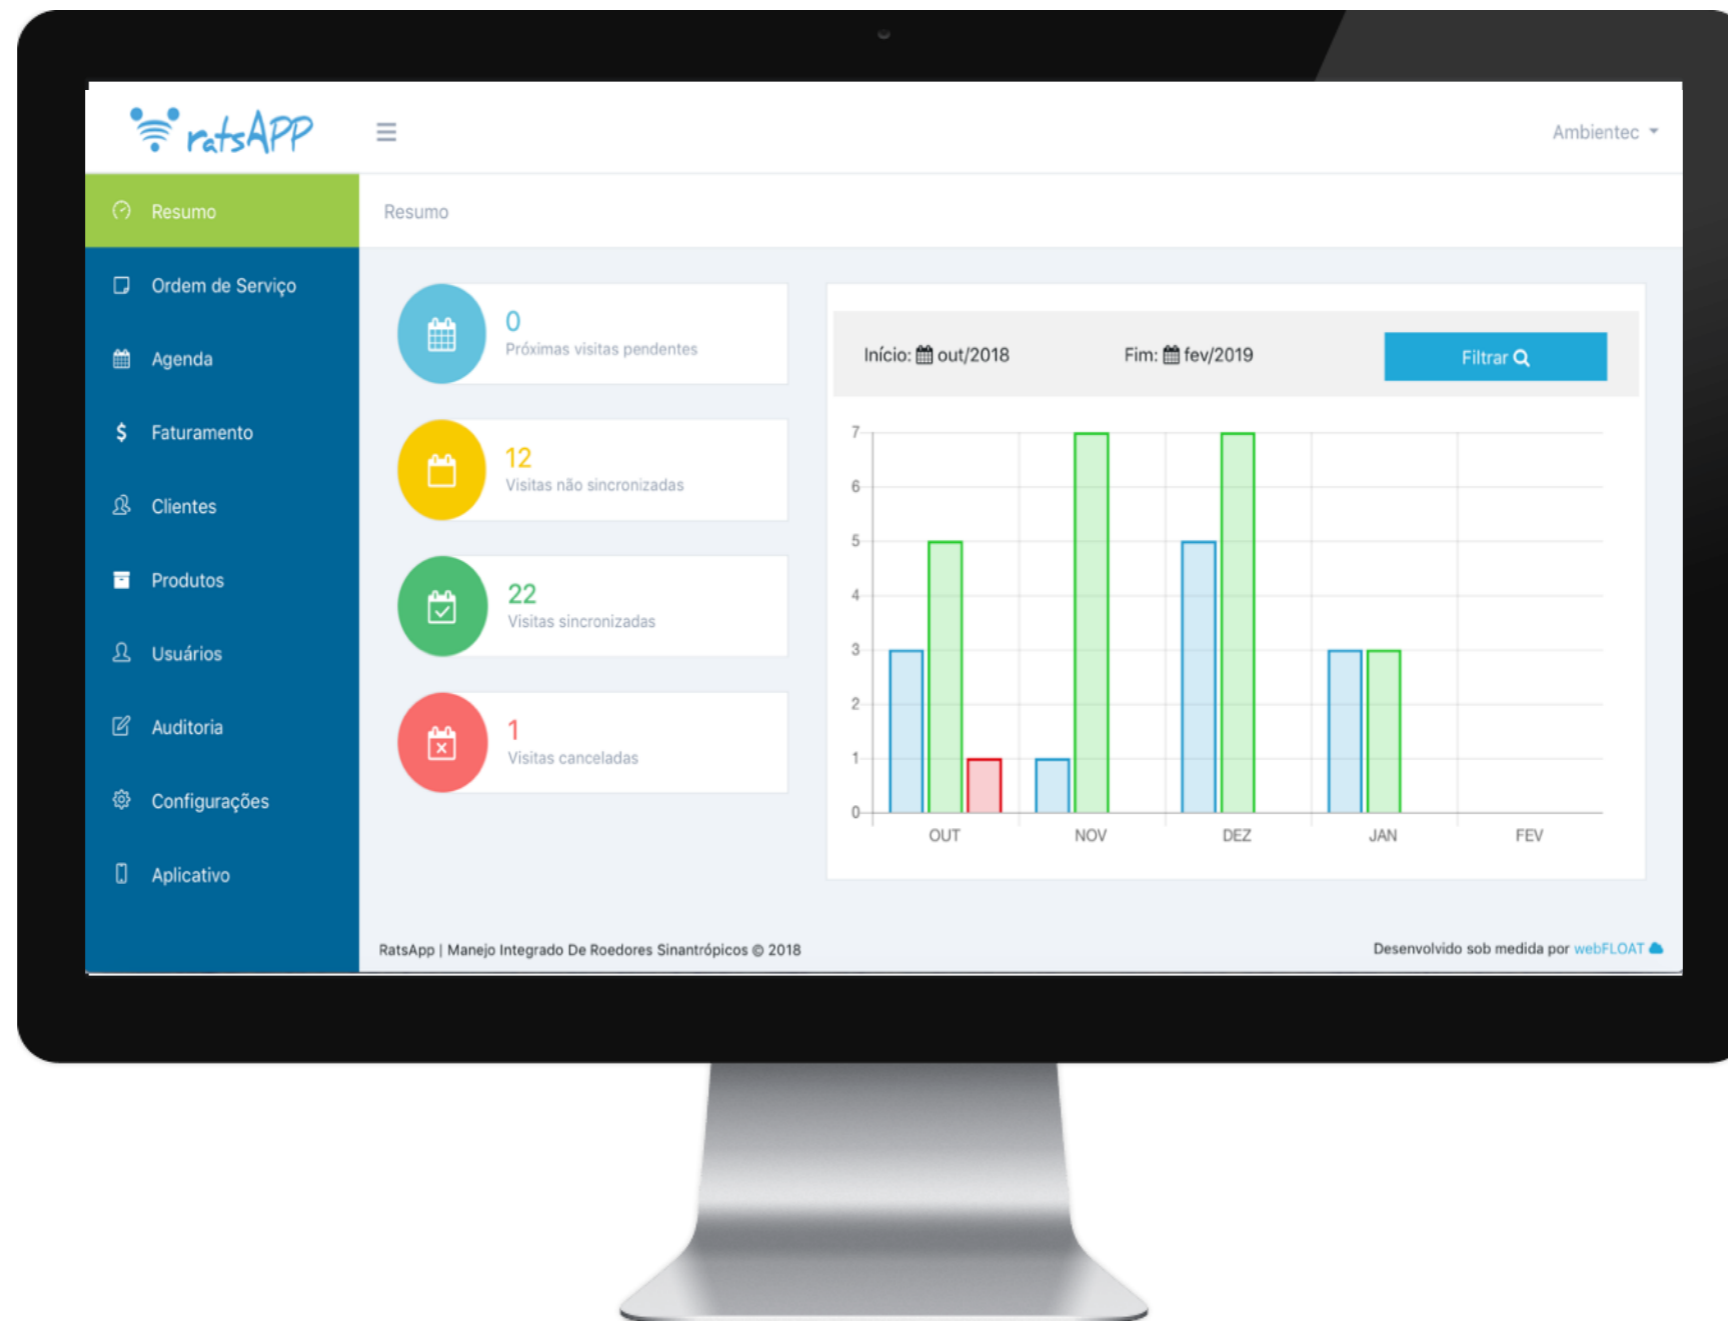 ratsAPP
Ambientec
Resumo
Resumo
Ordem de Serviço
Agenda
Faturamento
Clientes
Produtos
Usuários
Auditoria
Configurações
Aplicativo
0
Próximas visitas pendentes
12
Visitas não sincronizadas
22
Visitas sincronizadas
1
Visitas canceladas
Início: out/2018 Fim: fev/2019 Filtrar
7
6
5
4
3
2
1
0
OUT NOV DEZ JAN FEV
RatsApp | Manejo Integrado De Roedores Sinantrópicos © 2018
Desenvolvido sob medida por webFLOAT